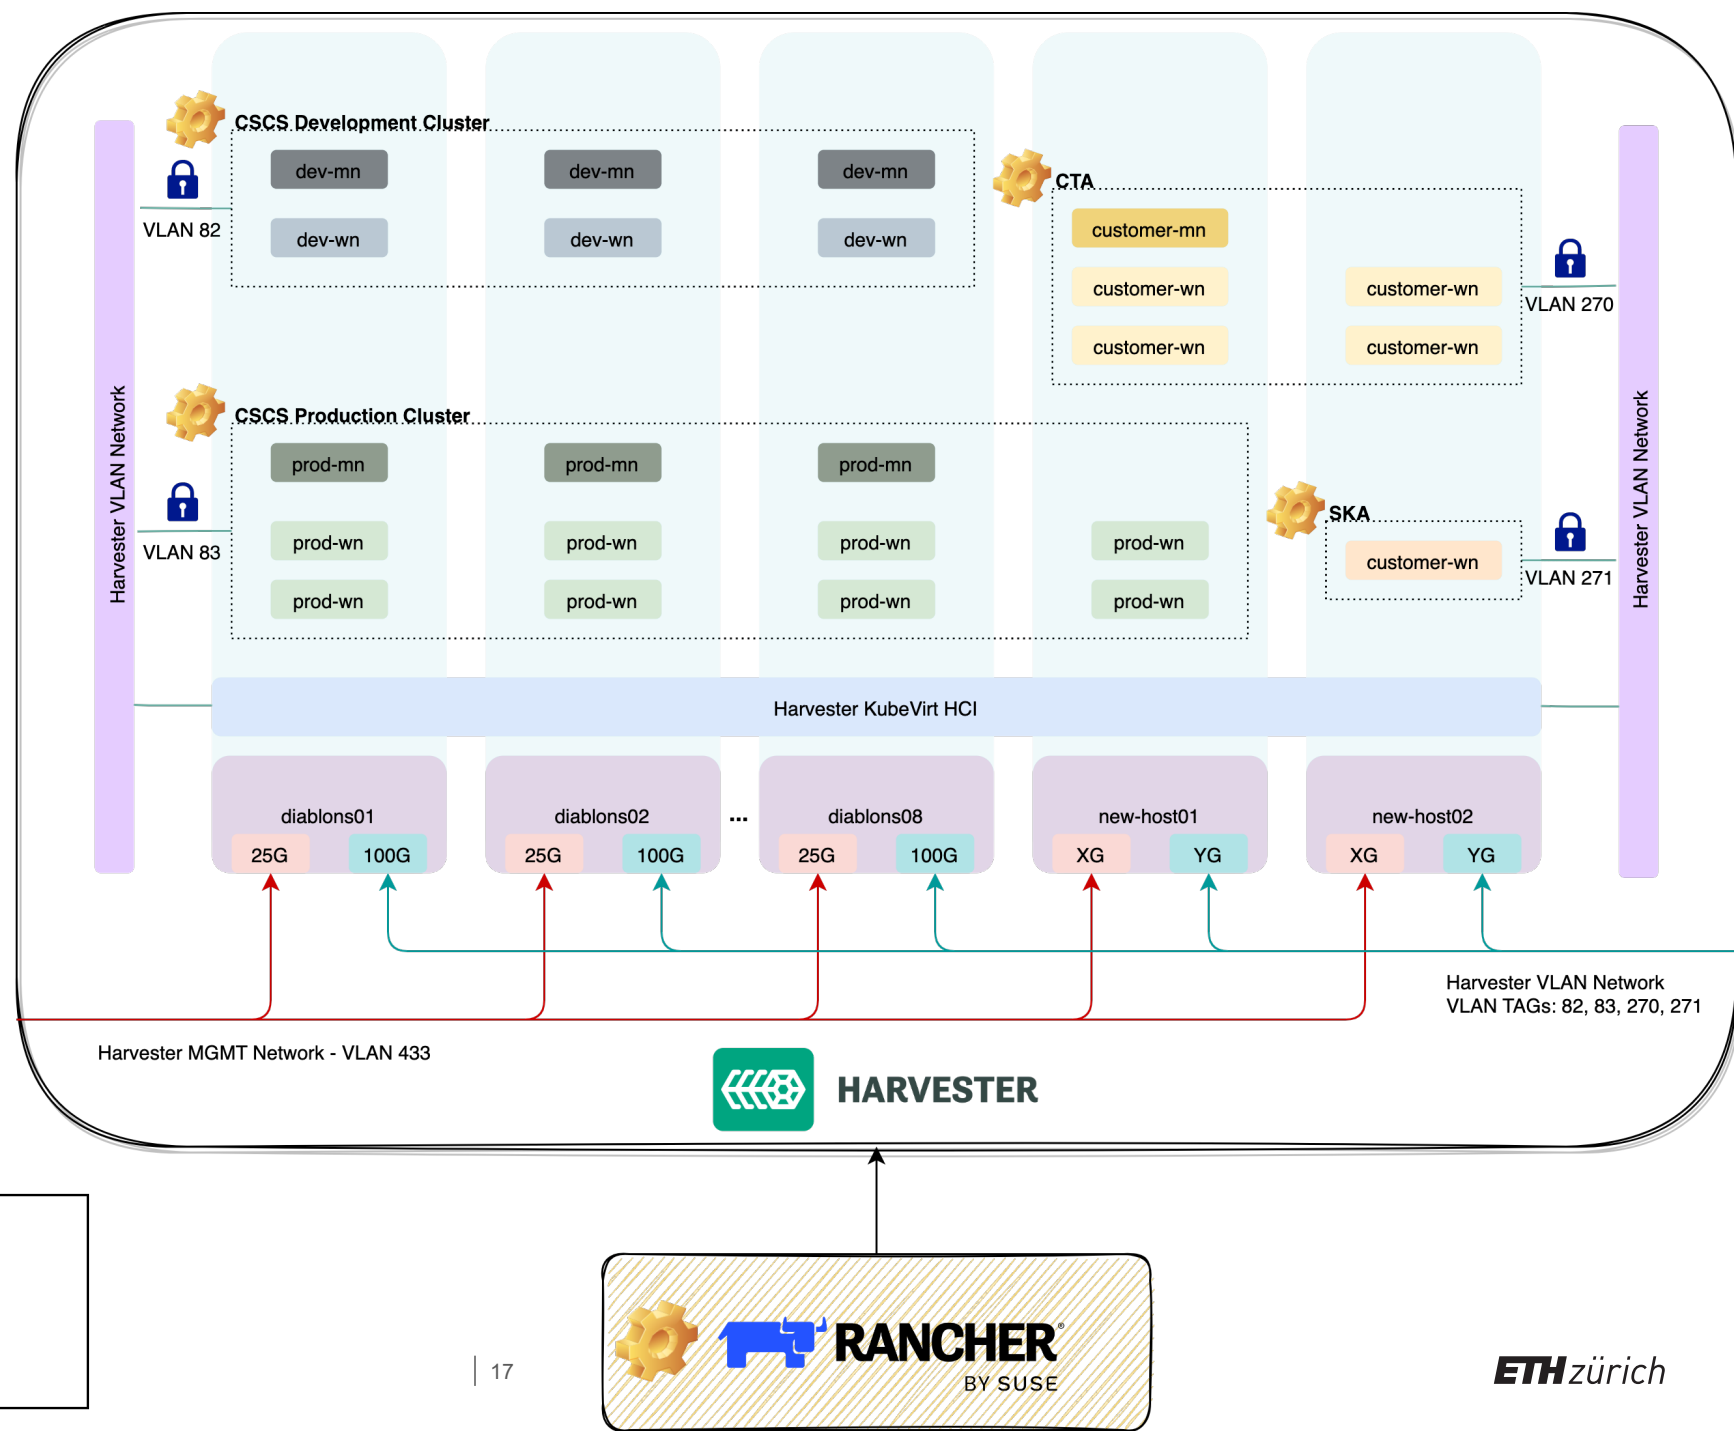 CSCS Development Cluster
dev-mn
dev-mn
dev-mn
dev-wn
dev-wn
dev-wn
VLAN 82
CTA
customer-mn
customer-wn
customer-wn
customer-wn
customer-wn
VLAN 270
Harvester VLAN Network
CSCS Production Cluster
prod-mn
prod-mn
prod-mn
prod-wn
prod-wn
prod-wn
prod-wn
prod-wn
prod-wn
prod-wn
prod-wn
VLAN 83
SKA
customer-wn
VLAN 271
Harvester VLAN Network
Harvester KubeVirt HCI
diablons01
25G
100G
diablons02
25G
100G
...
diablons08
25G
100G
new-host01
XG
YG
new-host02
XG
YG
Harvester VLAN Network
VLAN TAGs: 82, 83, 270, 271
Harvester MGMT Network - VLAN 433
HARVESTER
RANCHER®
BY SUSE
17
ETH zürich